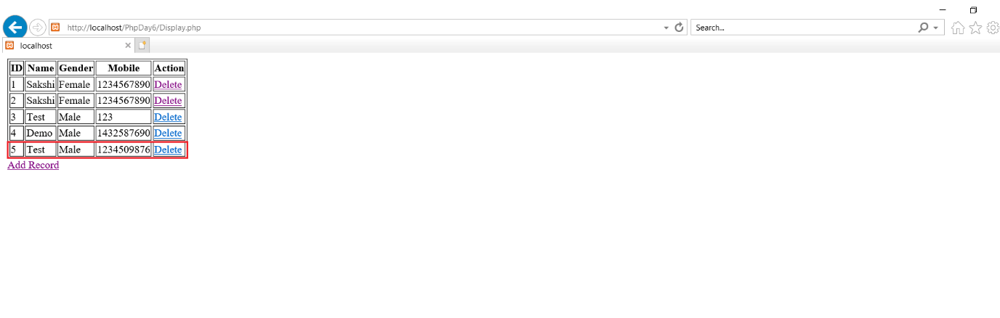 http://localhost/PhpDay6/Display.php
Search...
localhost
ID Name Gender Mobile Action
1 Sakshi Female 1234567890 Delete
2 Sakshi Female 1234567890 Delete
3 Test Male 123 Delete
4 Demo Male 1432587690 Delete
5 Test Male 1234509876 Delete
Add Record